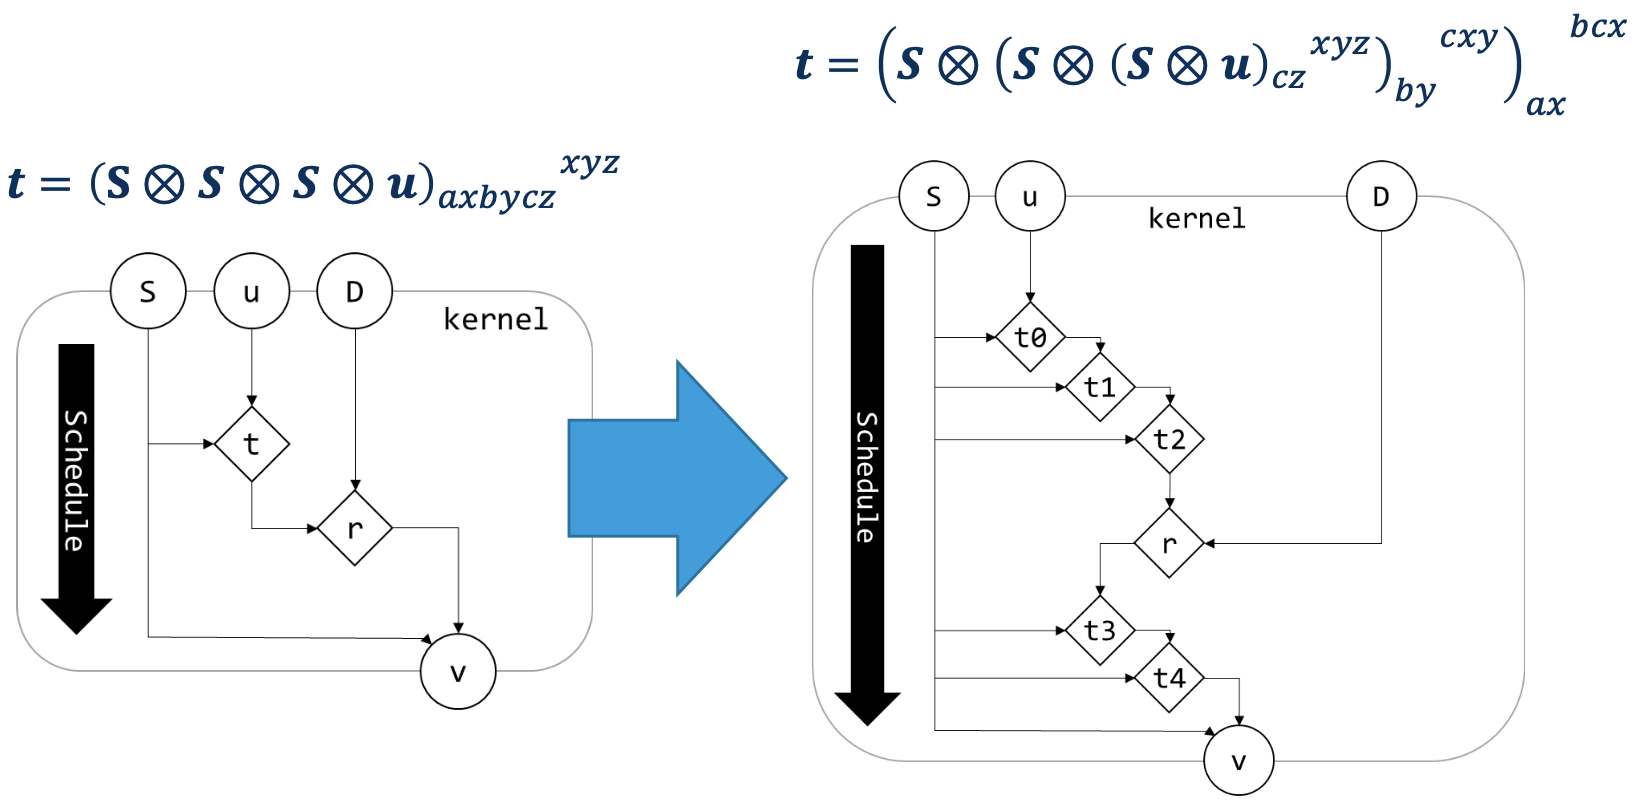 t = (S ⊗ S ⊗ S ⊗ u)axbycz xyz
S
u
D
kernel
Schedule
t
r
v
t = (S ⊗ (S ⊗ (S ⊗ u)cz xyz)by cxy)ax bcx
S
u
D
kernel
Schedule
t0
t1
t2
r
t3
t4
v